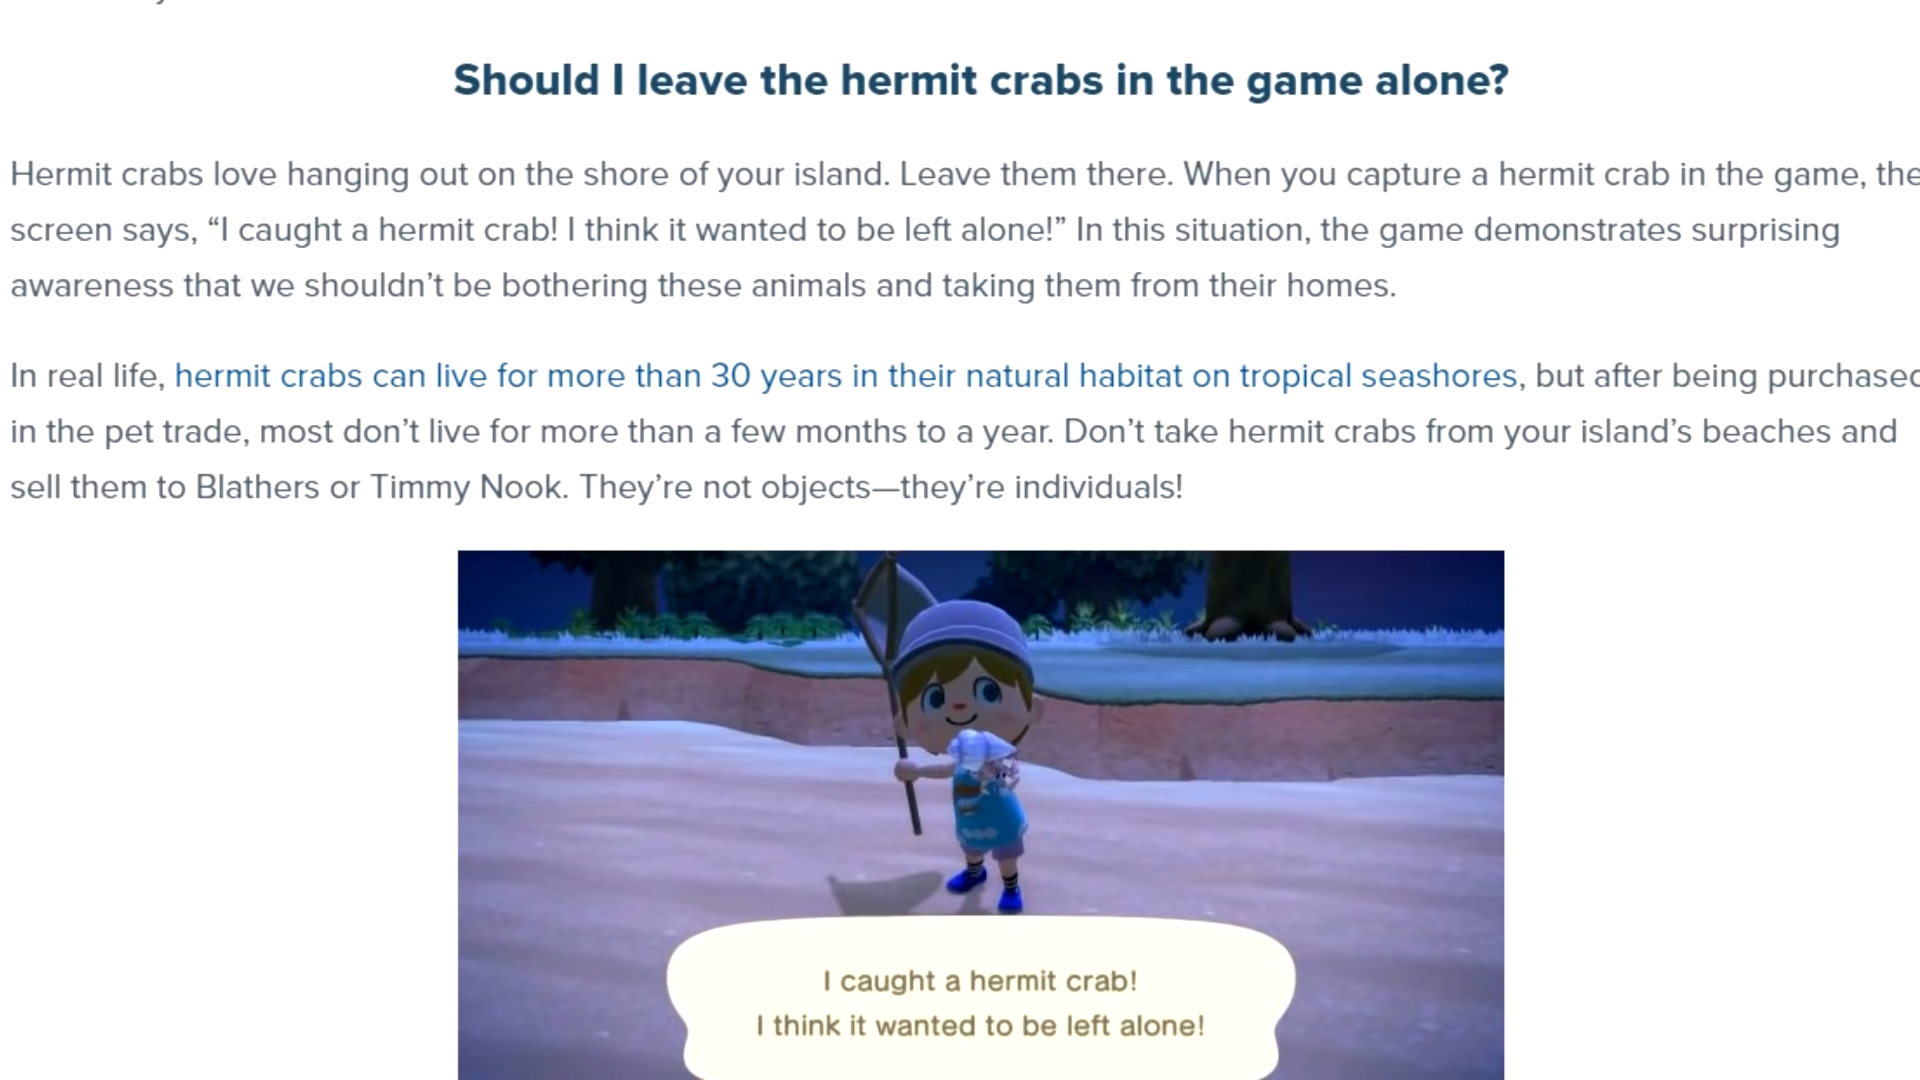 Should I leave the hermit crabs in the game alone?
Hermit crabs love hanging out on the shore of your island. Leave them there. When you capture a hermit crab in the game, the
screen says, “I caught a hermit crab! I think it wanted to be left alone!” In this situation, the game demonstrates surprising
awareness that we shouldn’t be bothering these animals and taking them from their homes.
In real life, hermit crabs can live for more than 30 years in their natural habitat on tropical seashores, but after being purchased
in the pet trade, most don’t live for more than a few months to a year. Don’t take hermit crabs from your island’s beaches and
sell them to Blathers or Timmy Nook. They’re not objects—they’re individuals!
I caught a hermit crab!
I think it wanted to be left alone!